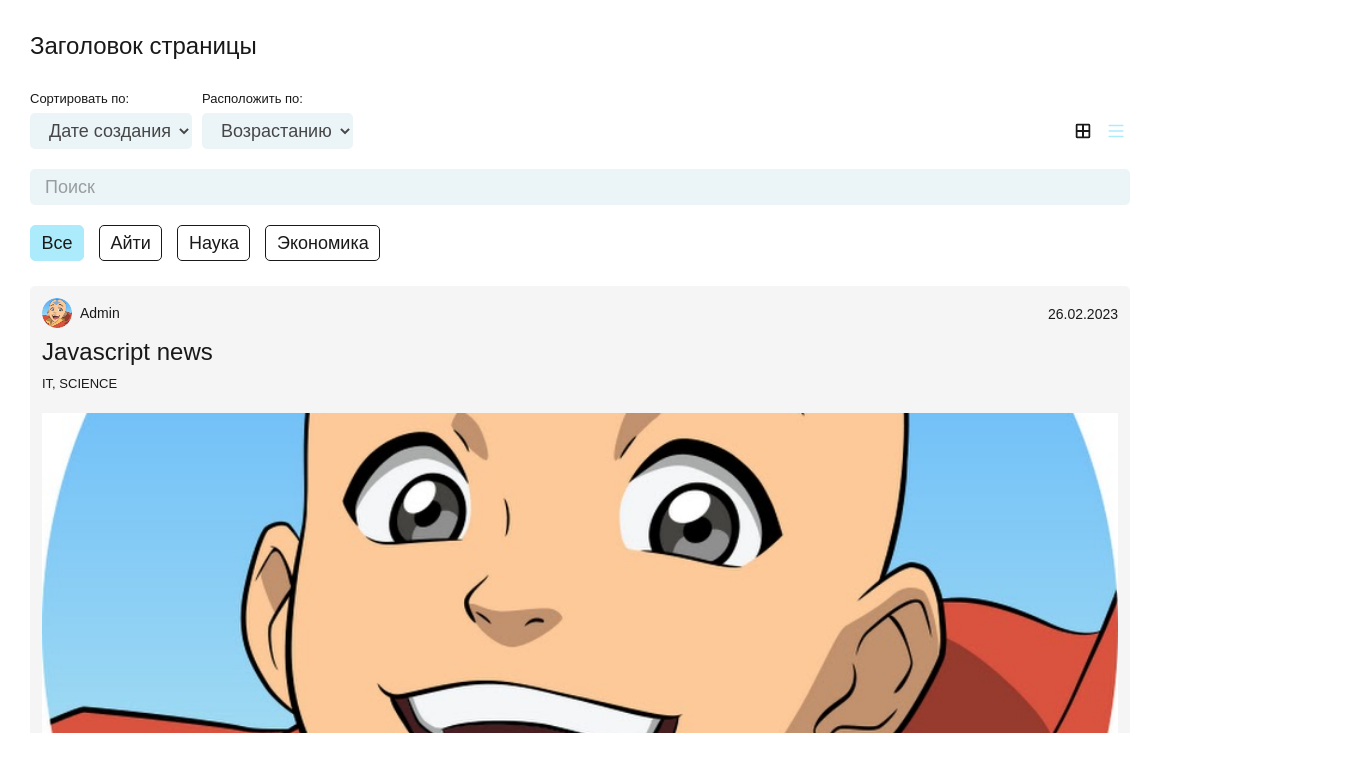 Заголовок страницы
Сортировать по: Расположить по:
Дате создания Возрастанию
Поиск
Все Айти Наука Экономика
Admin 26.02.2023
Javascript news
IT, SCIENCE